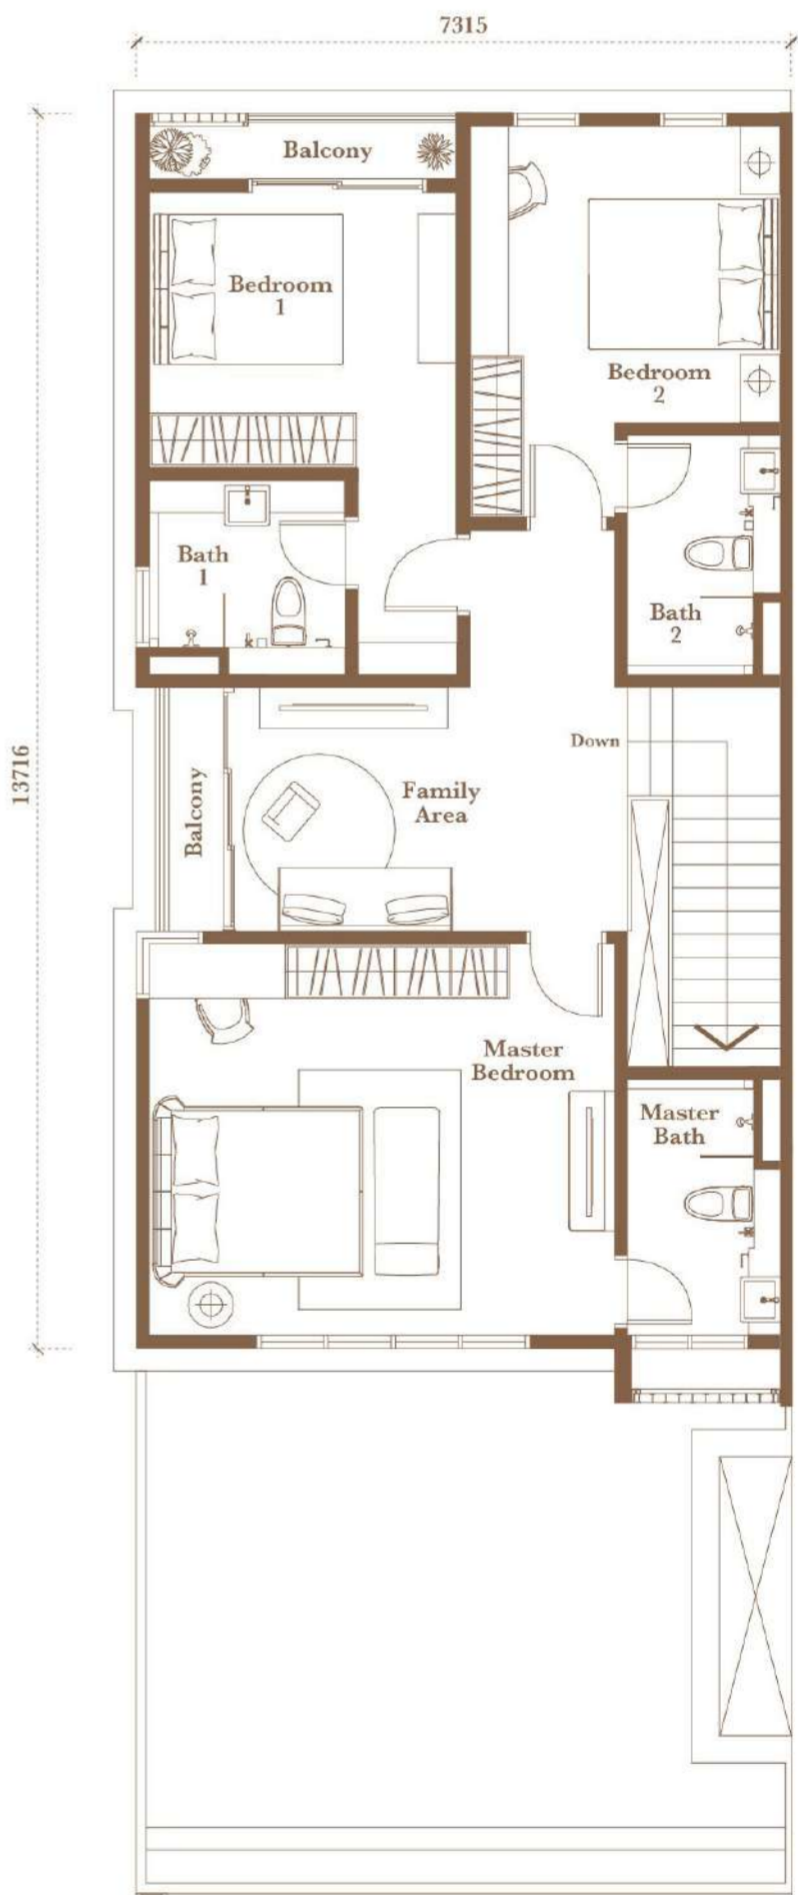 7315
Balcony
Bedroom
1
Bedroom
2
Bath
1
Bath
2
13716
Down
Balcony
Family
Area
Master
Bedroom
Master
Bath